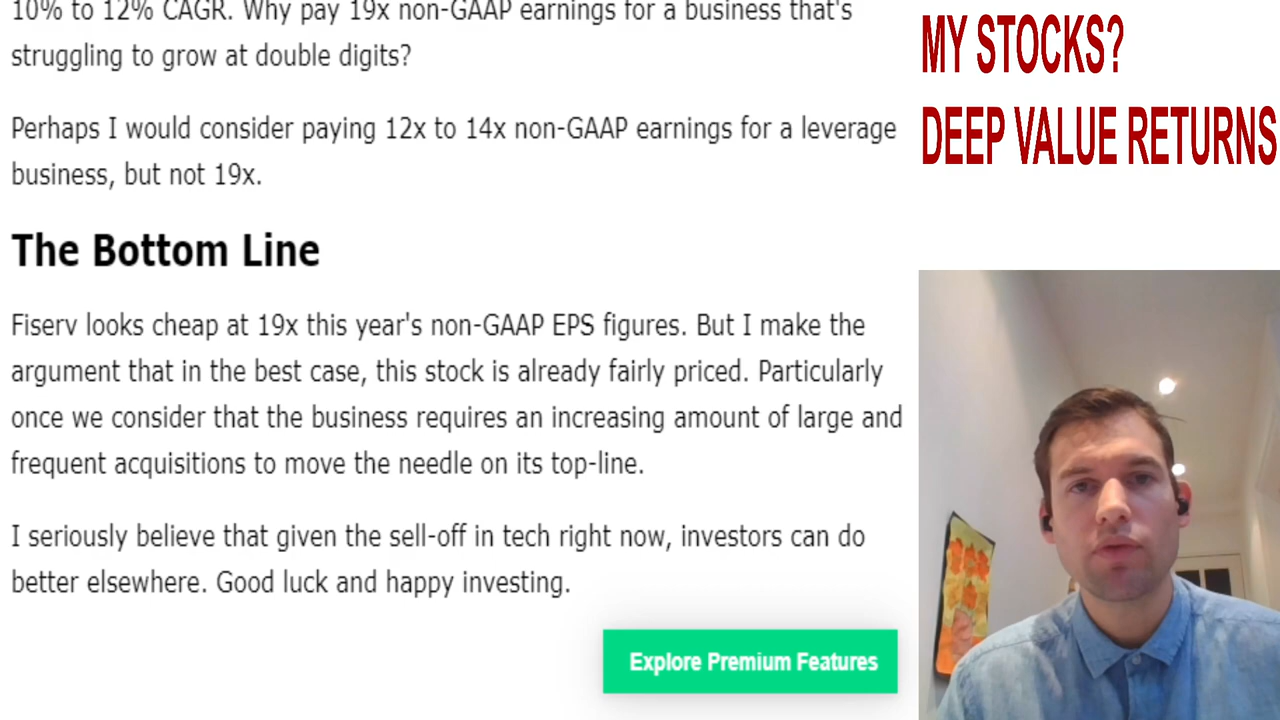 10% to 12% CAGR. Why pay 19x non-GAAP earnings for a business that's
struggling to grow at double digits?
Perhaps I would consider paying 12x to 14x non-GAAP earnings for a leverage
business, but not 19x.
The Bottom Line
Fiserv looks cheap at 19x this year's non-GAAP EPS figures. But I make the
argument that in the best case, this stock is already fairly priced. Particularly
once we consider that the business requires an increasing amount of large and
frequent acquisitions to move the needle on its top-line.
I seriously believe that given the sell-off in tech right now, investors can do
better elsewhere. Good luck and happy investing.
Explore Premium Features
MY STOCKS?
DEEP VALUE RETURNS